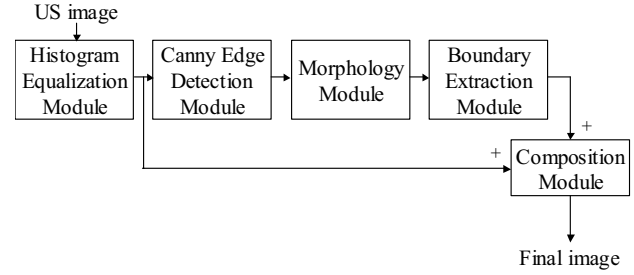 US image
Histogram
Equalization
Module
Canny Edge
Detection
Module
Morphology
Module
Boundary
Extraction
Module
+
+
Composition
Module
Final image